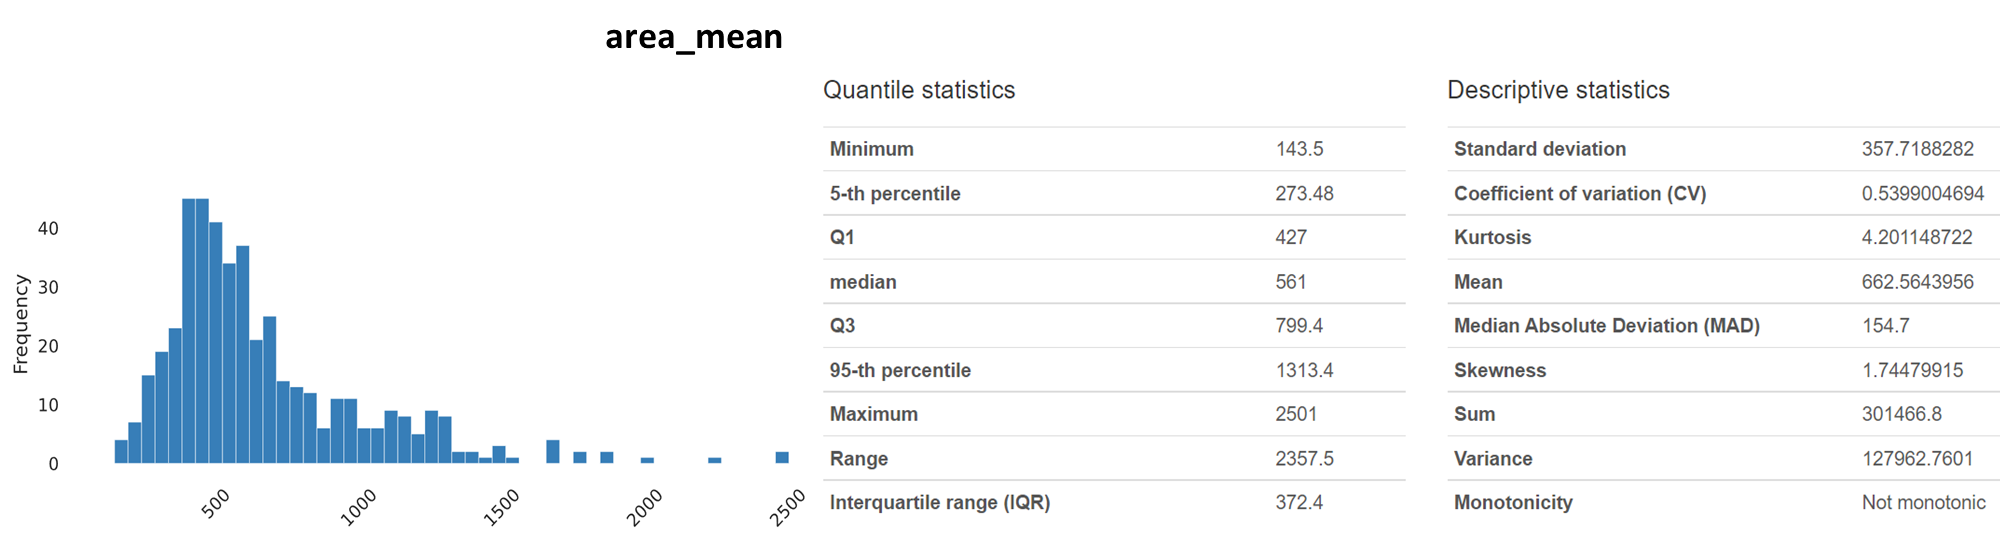 area_mean
Frequency
40
30
20
10
0
500
1000
1500
2000
2500
Quantile statistics
Minimum 143.5
5-th percentile 273.48
Q1 427
median 561
Q3 799.4
95-th percentile 1313.4
Maximum 2501
Range 2357.5
Interquartile range (IQR) 372.4
Descriptive statistics
Standard deviation 357.7188282
Coefficient of variation (CV) 0.5399004694
Kurtosis 4.201148722
Mean 662.5643956
Median Absolute Deviation (MAD) 154.7
Skewness 1.74479915
Sum 301466.8
Variance 127962.7601
Monotonicity Not monotonic